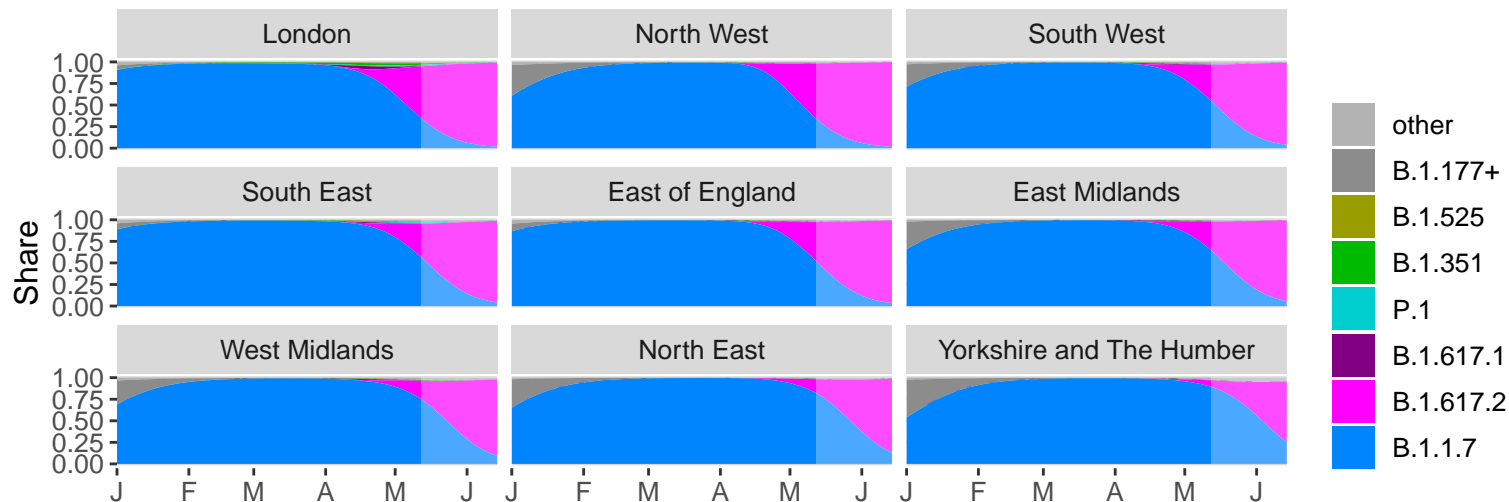 London
North West
South West
1.00
0.75
0.50
0.25
0.00
South East
East of England
East Midlands
1.00
0.75
0.50
0.25
0.00
Share
West Midlands
North East
Yorkshire and The Humber
1.00
0.75
0.50
0.25
0.00
J F M A M J
J F M A M J
J F M A M J
other
B.1.177+
B.1.525
B.1.351
P.1
B.1.617.1
B.1.617.2
B.1.1.7